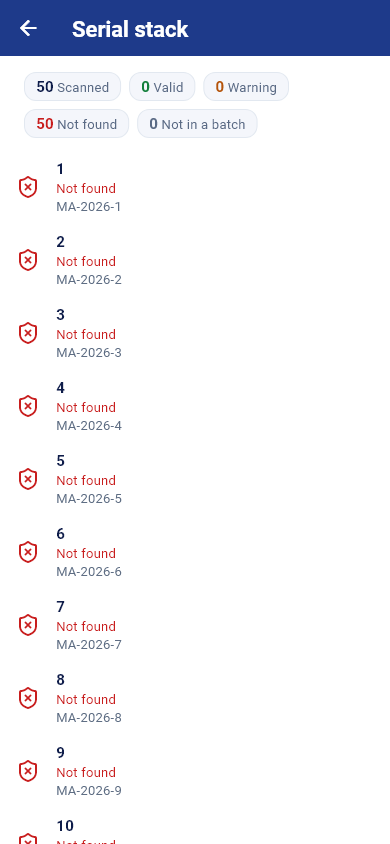 Serial stack
50 Scanned
0 Valid
0 Warning
50 Not found
0 Not in a batch
1
Not found
MA-2026-1
2
Not found
MA-2026-2
3
Not found
MA-2026-3
4
Not found
MA-2026-4
5
Not found
MA-2026-5
6
Not found
MA-2026-6
7
Not found
MA-2026-7
8
Not found
MA-2026-8
9
Not found
MA-2026-9
10
Not found